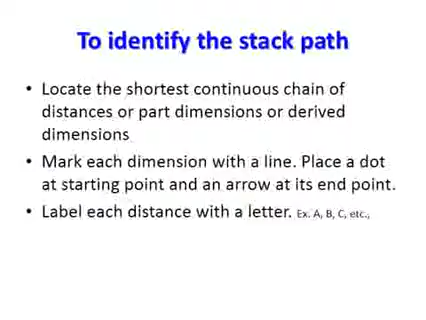 To identify the stack path
• Locate the shortest continuous chain of
distances or part dimensions or derived
dimensions
• Mark each dimension with a line. Place a dot
at starting point and an arrow at its end point.
• Label each distance with a letter. Ex. A, B, C, etc.,